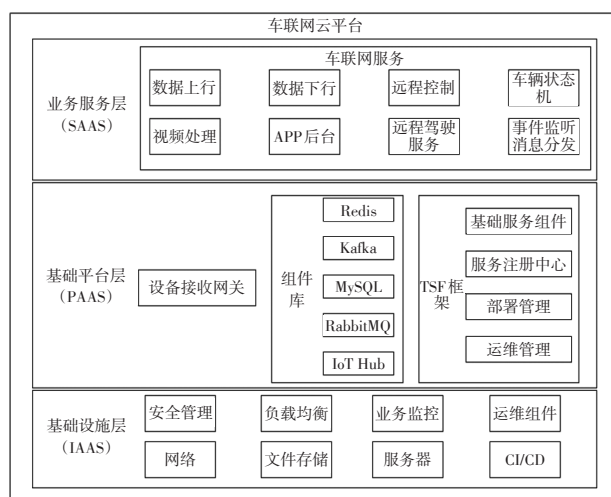 车联网云平台
业务服务层
（SAAS）
车联网服务
数据上行
数据下行
远程控制
车辆状态
机
视频处理
APP后台
远程驾驶
服务
事件监听
消息分发
基础平台层
（PAAS）
设备接收网关
组件
库
Redis
Kafka
MySQL
RabbitMQ
IoT Hub
TSF框
架
基础服务组件
服务注册中心
部署管理
运维管理
基础设施层
（IAAS）
安全管理
负载均衡
业务监控
运维组件
网络
文件存储
服务器
CI/CD